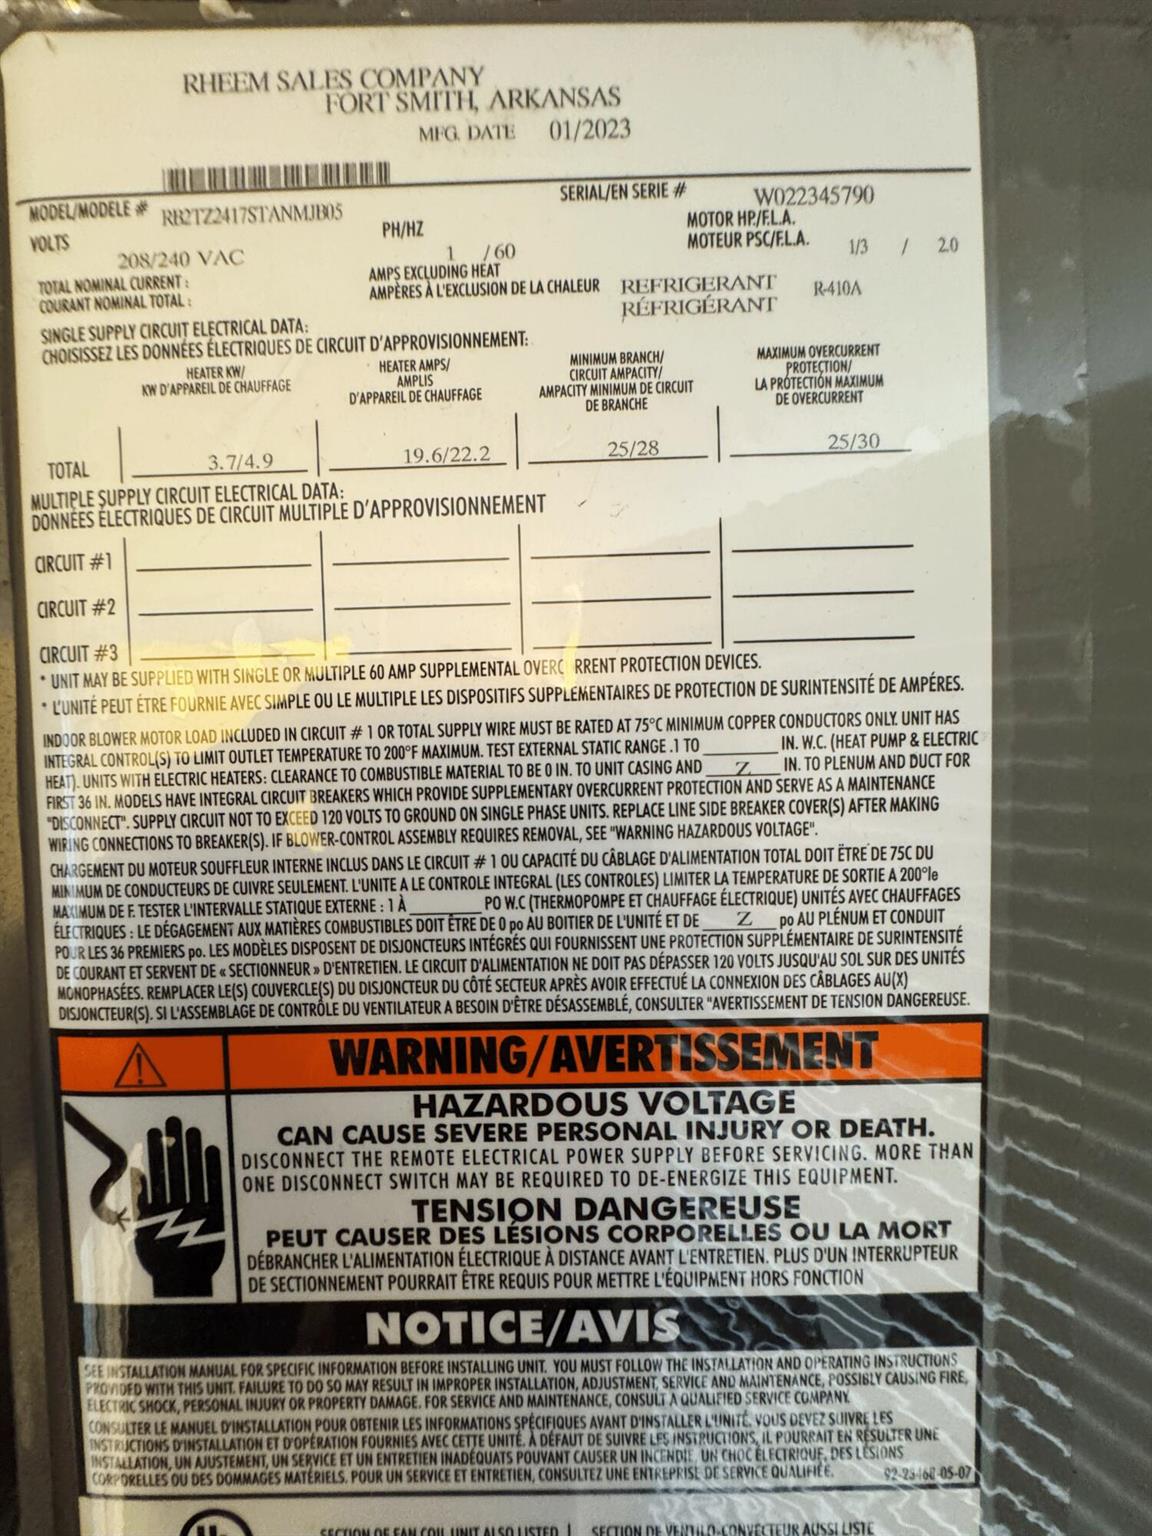 RHEEM SALES COMPANY
FORT SMITH, ARKANSAS
MFG. DATE 01/2023
MODEL/MODELE # RB2TZ2417STANMJB05 SERIAL/EN SERIE # W022345790
VOLTS 208/240 VAC PH/HZ 1 /60 MOTOR HP./F.L.A.
MOTEUR PSC/F.L.A. 1/3 / 2.0
TOTAL NOMINAL CURRENT :
COURANT NOMINAL TOTAL :
AMPS EXCLUDING HEAT
AMPÈRES À L'EXCLUSION DE LA CHALEUR
REFRIGERANT
RÉFRIGÉRANT
R-410A
SINGLE SUPPLY CIRCUIT ELECTRICAL DATA:
CHOISISSEZ LES DONNÉES ÉLECTRIQUES DE CIRCUIT D'APPROVISIONNEMENT:
HEATER KW/
KW D'APPAREIL DE CHAUFFAGE
HEATER AMPS/
AMPLIS
D'APPAREIL DE CHAUFFAGE
MINIMUM BRANCH/
CIRCUIT AMPACITY/
AMPACITY MINIMUM DE CIRCUIT
DE BRANCHE
MAXIMUM OVERCURRENT
PROTECTION/
LA PROTECTION MAXIMUM
DE OVERCURRENT
TOTAL 3.7/4.9 19.6/22.2 25/28 25/30
MULTIPLE SUPPLY CIRCUIT ELECTRICAL DATA:
DONNÉES ÉLECTRIQUES DE CIRCUIT MULTIPLE D'APPROVISIONNEMENT
CIRCUIT #1
CIRCUIT #2
CIRCUIT #3
* UNIT MAY BE SUPPLIED WITH SINGLE OR MULTIPLE 60 AMP SUPPLEMENTAL OVERC RRENT PROTECTION DEVICES.
* L'UNITÉ PEUT ÉTRE FOURNIE AVEC SIMPLE OU LE MULTIPLE LES DISPOSITIFS SUPPLÉMENTAIRES DE PROTECTION DE SURINTENSITÉ DE AMPÉRES.
INDOOR BLOWER MOTOR LOAD INCLUDED IN CIRCUIT # 1 OR TOTAL SUPPLY WIRE MUST BE RATED AT 75°C MINIMUM COPPER CONDUCTORS ONLY. UNIT HAS
INTEGRAL CONTROL(S) TO LIMIT OUTLET TEMPERATURE TO 200°F MAXIMUM. TEST EXTERNAL STATIC RANGE .1 TO ________ IN. W.C. (HEAT PUMP & ELECTRIC
HEAT). UNITS WITH ELECTRIC HEATERS: CLEARANCE TO COMBUSTIBLE MATERIAL TO BE 0 IN. TO UNIT CASING AND Z IN. TO PLENUM AND DUCT FOR
FIRST 36 IN. MODELS HAVE INTEGRAL CIRCUIT BREAKERS WHICH PROVIDE SUPPLEMENTARY OVERCURRENT PROTECTION AND SERVE AS A MAINTENANCE
"DISCONNECT". SUPPLY CIRCUIT NOT TO EXCEED 120 VOLTS TO GROUND ON SINGLE PHASE UNITS. REPLACE LINE SIDE BREAKER COVER(S) AFTER MAKING
WIRING CONNECTIONS TO BREAKER(S). IF BLOWER-CONTROL ASSEMBLY REQUIRES REMOVAL, SEE "WARNING HAZARDOUS VOLTAGE".
CHARGEMENT DU MOTEUR SOUFFLEUR INTERNE INCLUS DANS LE CIRCUIT # 1 OU CAPACITÉ DU CÂBLAGE D'ALIMENTATION TOTAL DOIT ÊTRE DE 75C DU
MINIMUM DE CONDUCTEURS DE CUIVRE SEULEMENT. L'UNITE A LE CONTROLE INTEGRAL (LES CONTROLES) LIMITER LA TEMPERATURE DE SORTIE A 200°le
MAXIMUM DE F. TESTER L'INTERVALLE STATIQUE EXTERNE : 1 À ________ PO W.C (THERMOPOMPE ET CHAUFFAGE ÉLECTRIQUE) UNITÉS AVEC CHAUFFAGES
ÉLECTRIQUES : LE DÉGAGEMENT AUX MATIÈRES COMBUSTIBLES DOIT ÊTRE DE 0 po AU BOITIER DE L'UNITÉ ET DE Z po AU PLÉNUM ET CONDUIT
POUR LES 36 PREMIERS po. LES MODÈLES DISPOSENT DE DISJONCTEURS INTÉGRÉS QUI FOURNISSENT UNE PROTECTION SUPPLÉMENTAIRE DE SURINTENSITÉ
DE COURANT ET SERVENT DE « SECTIONNEUR » D'ENTRETIEN. LE CIRCUIT D'ALIMENTATION NE DOIT PAS DÉPASSER 120 VOLTS JUSQU'AU SOL SUR DES UNITÉS
MONOPHASÉES. REMPLACER LE(S) COUVERCLE(S) DU DISJONCTEUR DU CÔTÉ SECTEUR APRÈS AVOIR EFFECTUÉ LA CONNEXION DES CÂBLAGES AU(X)
DISJONCTEUR(S). SI L'ASSEMBLAGE DE CONTRÔLE DU VENTILATEUR A BESOIN D'ÊTRE DÉSASSEMBLÉ, CONSULTER "AVERTISSEMENT DE TENSION DANGEREUSE.
WARNING/AVERTISSEMENT
HAZARDOUS VOLTAGE
CAN CAUSE SEVERE PERSONAL INJURY OR DEATH.
DISCONNECT THE REMOTE ELECTRICAL POWER SUPPLY BEFORE SERVICING. MORE THAN
ONE DISCONNECT SWITCH MAY BE REQUIRED TO DE-ENERGIZE THIS EQUIPMENT.
TENSION DANGEREUSE
PEUT CAUSER DES LÉSIONS CORPORELLES OU LA MORT
DÉBRANCHER L'ALIMENTATION ÉLECTRIQUE À DISTANCE AVANT L'ENTRETIEN. PLUS D'UN INTERRUPTEUR
DE SECTIONNEMENT POURRAIT ÊTRE REQUIS POUR METTRE L'ÉQUIPMENT HORS FONCTION
NOTICE/AVIS
SEE INSTALLATION MANUAL FOR SPECIFIC INFORMATION BEFORE INSTALLING UNIT. YOU MUST FOLLOW THE INSTALLATION AND OPERATING INSTRUCTIONS
PROVIDED WITH THIS UNIT. FAILURE TO DO SO MAY RESULT IN IMPROPER INSTALLATION, ADJUSTMENT, SERVICE AND MAINTENANCE, POSSIBLY CAUSING FIRE,
ELECTRIC SHOCK, PERSONAL INJURY OR PROPERTY DAMAGE. FOR SERVICE AND MAINTENANCE, CONSULT A QUALIFIED SERVICE COMPANY.
CONSULTER LE MANUEL D'INSTALLATION POUR OBTENIR LES INFORMATIONS SPÉCIFIQUES AVANT D'INSTALLER L'UNITÉ. VOUS DEVEZ SUIVRE LES
INSTRUCTIONS D'INSTALLATION ET D'OPÉRATION FOURNIES AVEC CETTE UNITÉ. À DÉFAUT DE SUIVRE LES INSTRUCTIONS, IL POURRAIT EN RÉSULTER UNE
INSTALLATION, UN AJUSTEMENT, UN SERVICE ET UN ENTRETIEN INADÉQUATS POUVANT CAUSER UN INCENDIE, UN CHOC ÉLECTRIQUE, DES LÉSIONS
CORPORELLES OU DES DOMMAGES MATÉRIELS. POUR UN SERVICE ET ENTRETIEN, CONSULTEZ UNE ENTREPRISE DE SERVICE QUALIFIÉE.
SECTION OF FAN COIL UNIT ALSO LISTED SECTION DE VENTILO-CONVECTEUR AUSSI LISTE